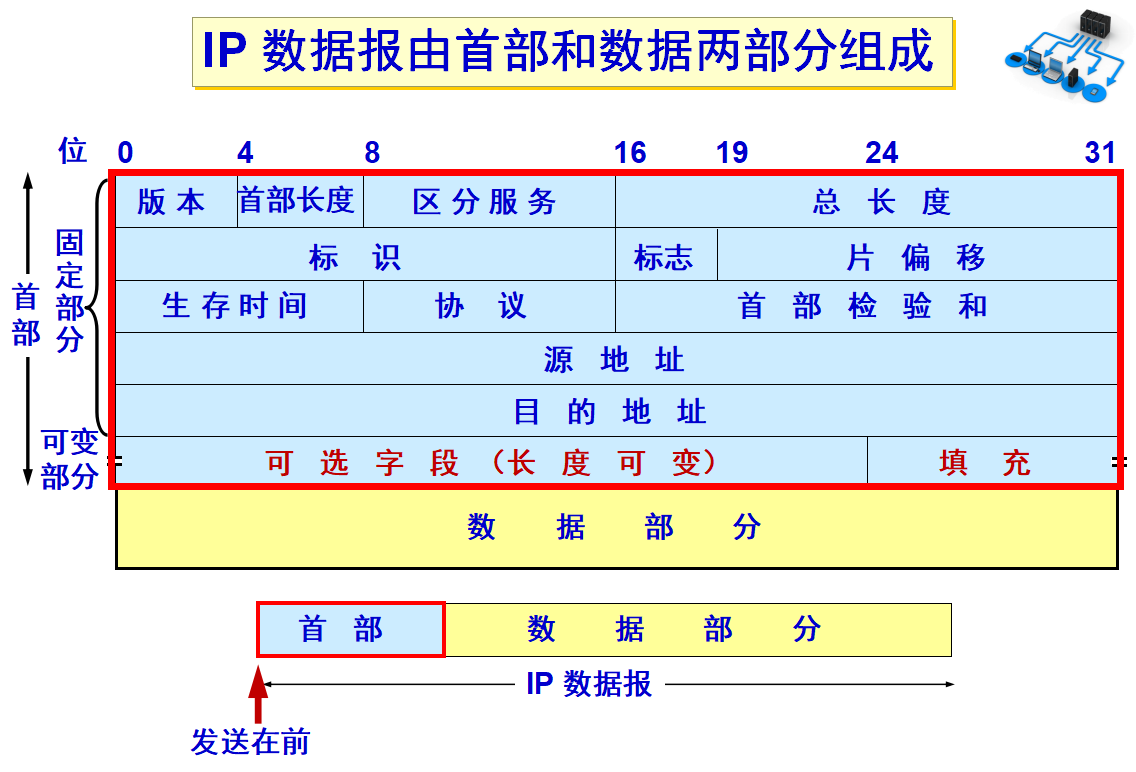 IP 数据报由首部和数据两部分组成
位 0 4 8 16 19 24 31
版本 首部长度 区分服务 总长度
标识 标志 片偏移
生存时间 协议 首部检验和
源地址
目的地址
可选字段（长度可变） 填充
首部
固定部分
可变
部分
数据部分
首部 数据部分
IP 数据报
发送在前